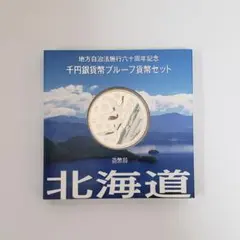 地方自治法施行六十周年記念
千円銀貨幣プルーフ貨幣セット
造幣局
北海道